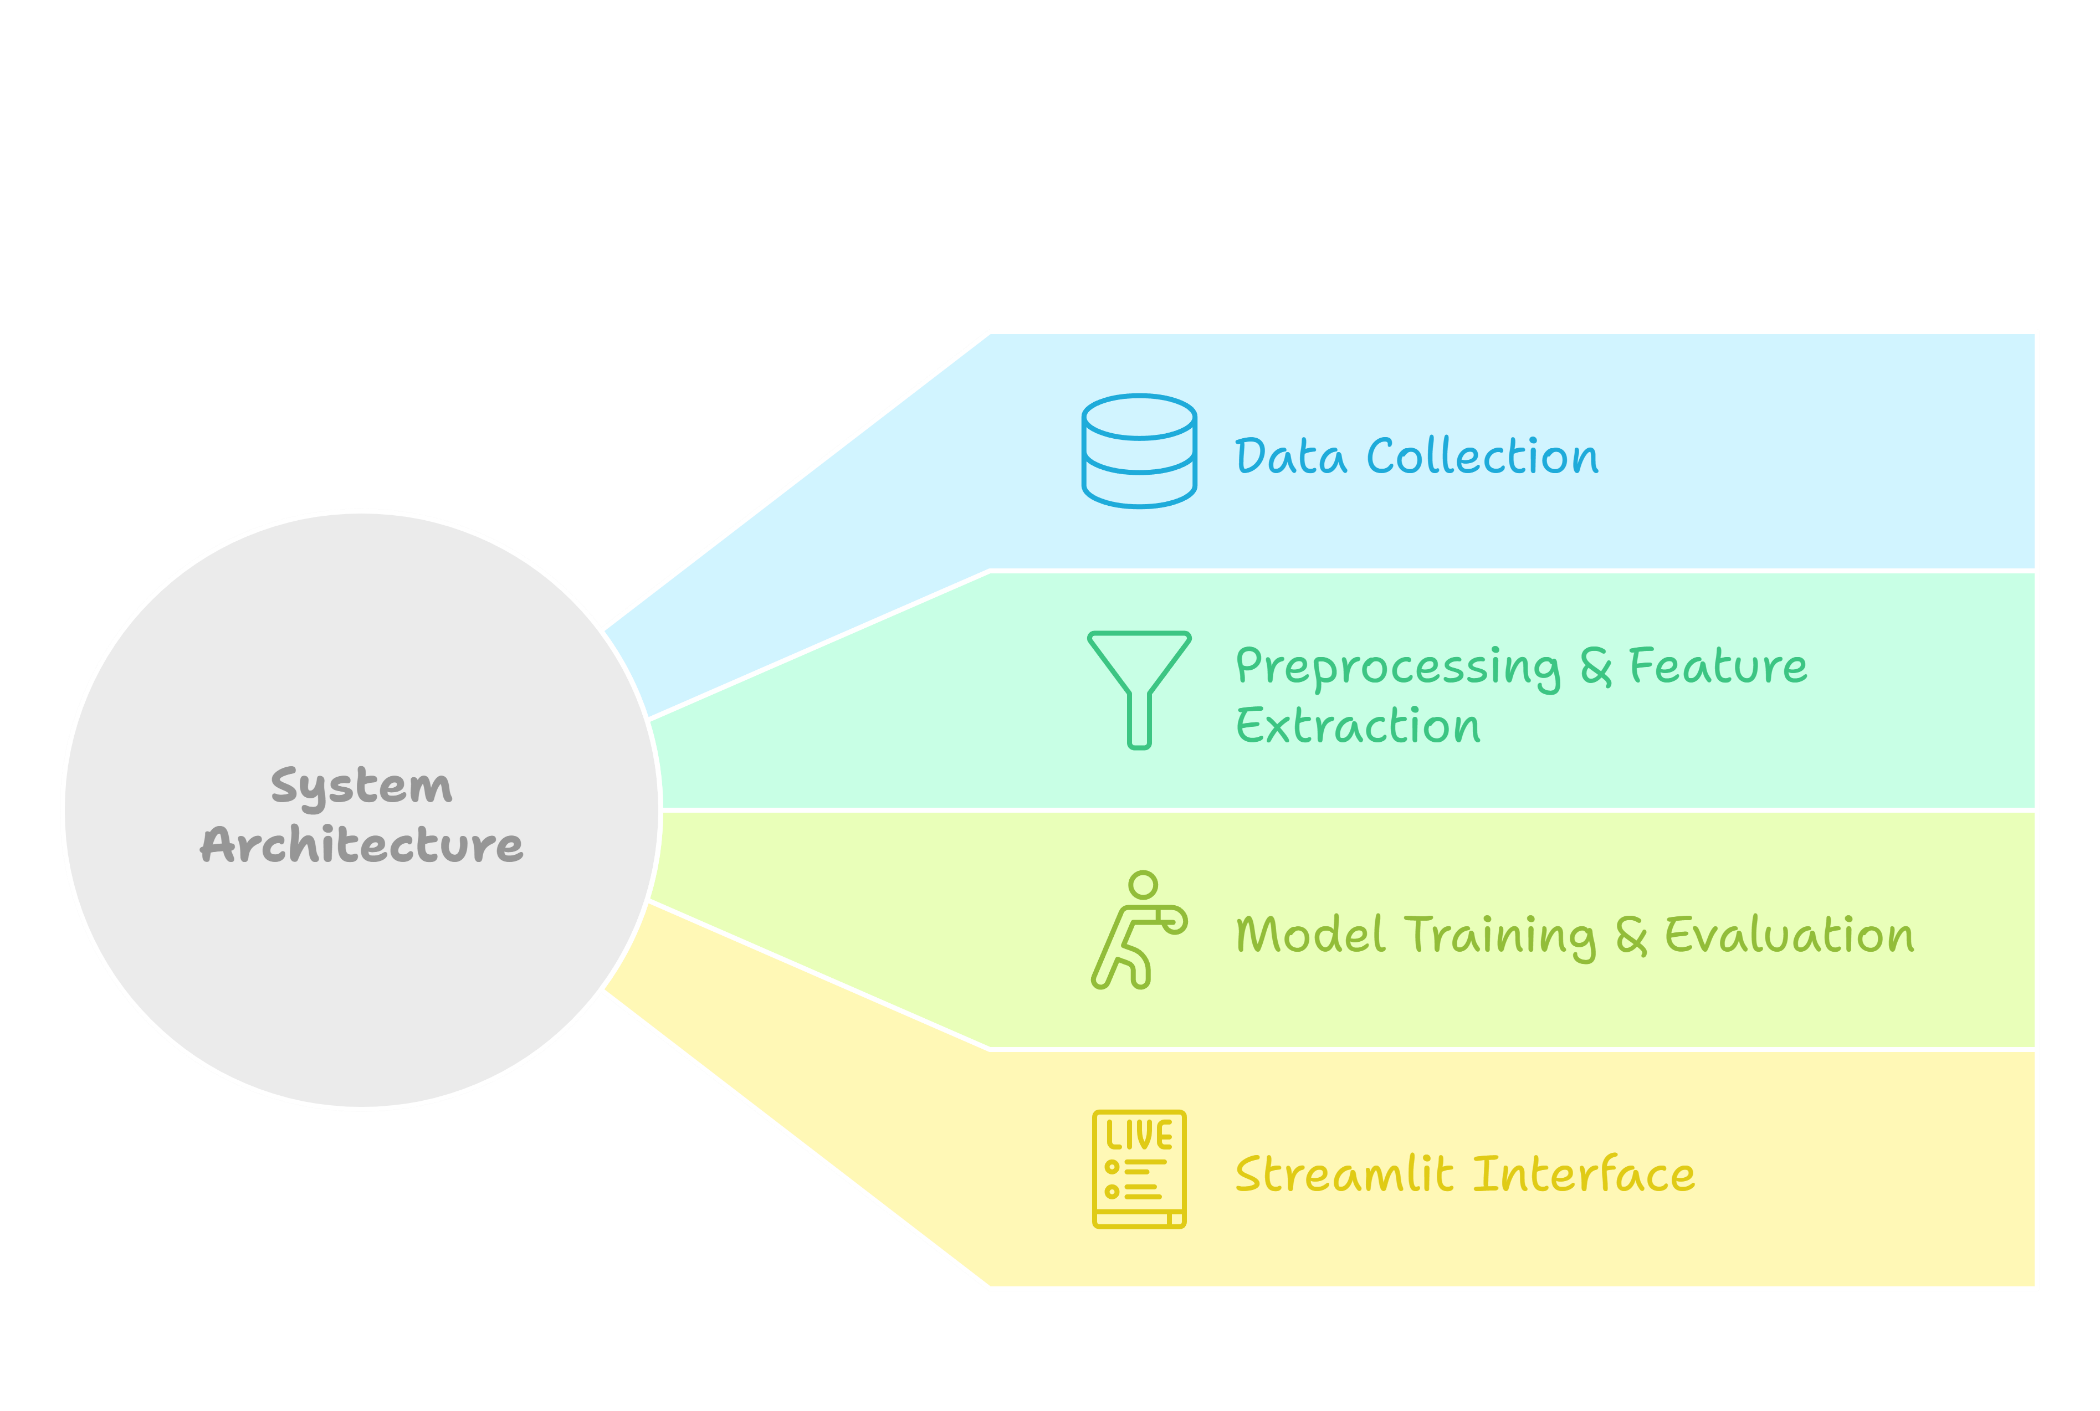 System
Architecture
Data Collection
Preprocessing & Feature
Extraction
Model Training & Evaluation
LIVE
Streamlit Interface